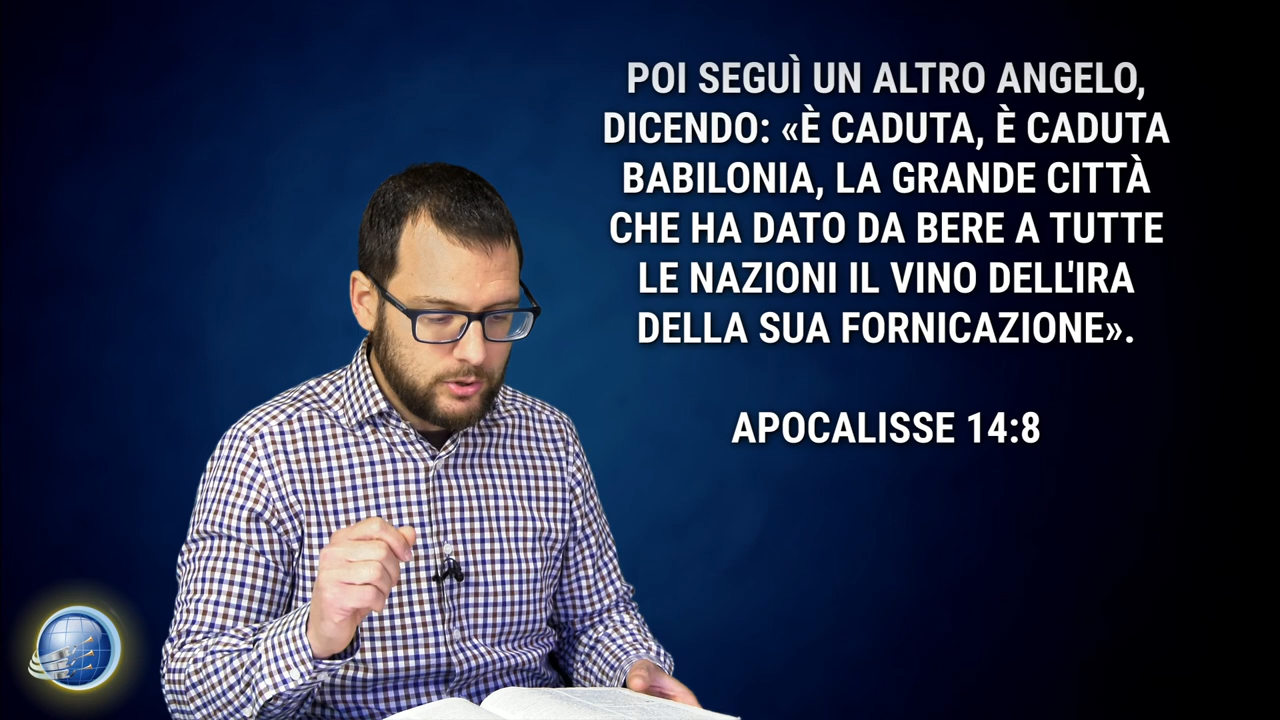 POI SEGUÌ UN ALTRO ANGELO,
DICENDO: «È CADUTA, È CADUTA
BABILONIA, LA GRANDE CITTÀ
CHE HA DATO DA BERE A TUTTE
LE NAZIONI IL VINO DELL'IRA
DELLA SUA FORNICAZIONE».
APOCALISSE 14:8